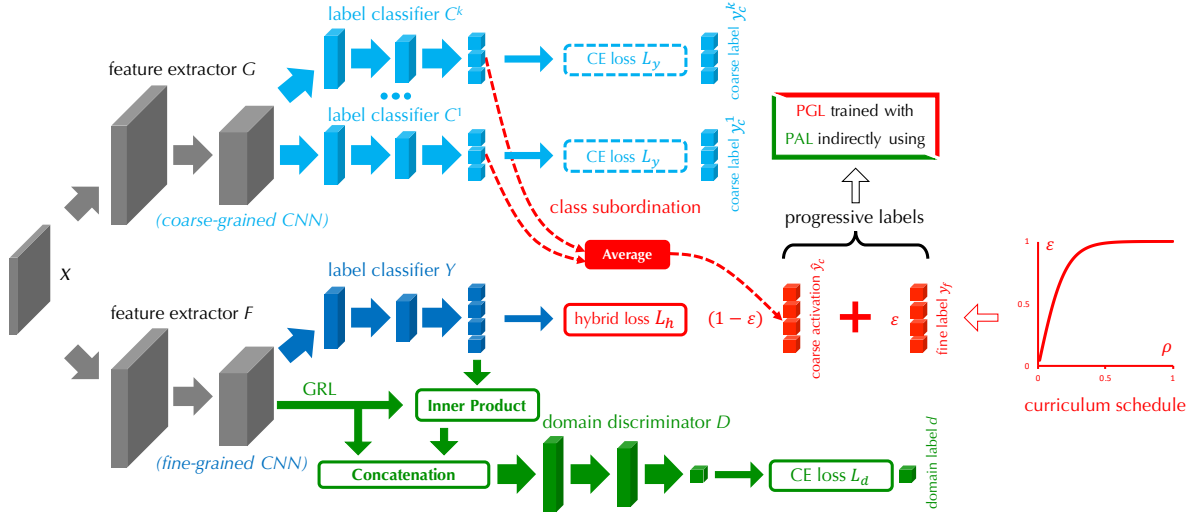 label classifier Cᵏ
CE loss L_y
coarse label y_c^k
feature extractor G
...
label classifier C¹
CE loss L_y
coarse label y_c^1
PGL trained with
PAL indirectly using
(coarse-grained CNN)
class subordination
progressive labels
x
Average
label classifier Y
feature extractor F
hybrid loss L_h
(1 − ε)
coarse activation ŷ_c
ε
fine label y_f
1
ε
0.5
0
ρ
0
0.5
1
curriculum schedule
GRL
Inner Product
domain discriminator D
(fine-grained CNN)
Concatenation
CE loss L_d
domain label d